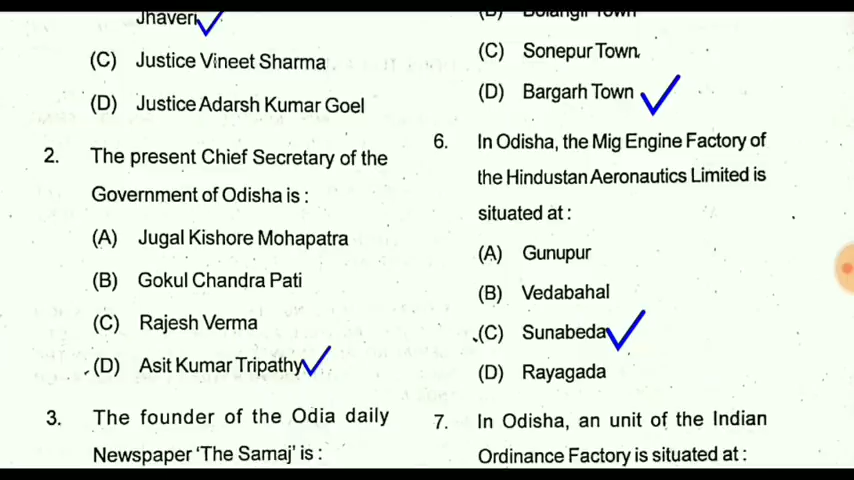 Jhaveri
(C) Justice Vineet Sharma
(D) Justice Adarsh Kumar Goel
2. The present Chief Secretary of the
Government of Odisha is :
(A) Jugal Kishore Mohapatra
(B) Gokul Chandra Pati
(C) Rajesh Verma
(D) Asit Kumar Tripathy
3. The founder of the Odia daily
Newspaper 'The Samaj' is :
(B) Bolangir Town
(C) Sonepur Town
(D) Bargarh Town
6. In Odisha, the Mig Engine Factory of
the Hindustan Aeronautics Limited is
situated at :
(A) Gunupur
(B) Vedabahal
(C) Sunabeda
(D) Rayagada
7. In Odisha, an unit of the Indian
Ordinance Factory is situated at :